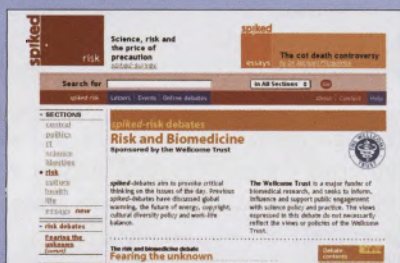 spiked
risk
Science, risk and
the price of
precaution
spiked
essays
The cot death controversy
Search for
in All Sections
spiked-risk
Letters
Events
Online debates
about
contact
Help
SECTIONS
central
politics
IT
science
liberties
risk
culture
health
life
essays new
risk debates
Fearing the
unknown
(current)
spiked-risk debates
Risk and Biomedicine
Sponsored by the Wellcome Trust
spiked-debates aim to provoke critical
thinking on the issues of the day. Previous
spiked-debates have discussed global
warming, the future of energy, copyright,
cultural diversity policy and work-life
balance.
The Wellcome Trust is a major funder of
biomedical research, and seeks to inform,
influence and support public engagement
with science policy and practice. The views
expressed in this debate do not necessarily
reflect the views or policies of the Wellcome
Trust.
The risk and biomedicine debate
Fearing the unknown
Debate
contents